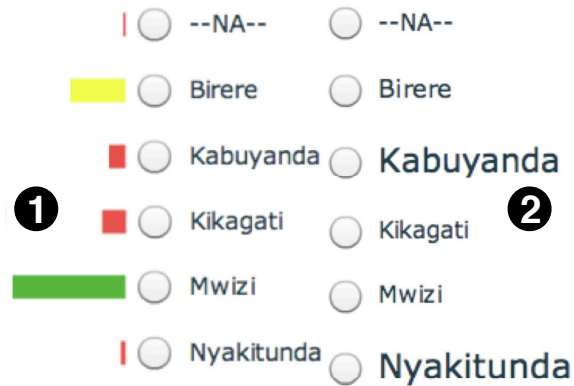 --NA-- --NA--
Birere Birere
Kabuyanda Kabuyanda
1 Kikagati Kikagati 2
Mwizi Mwizi
Nyakitunda Nyakitunda